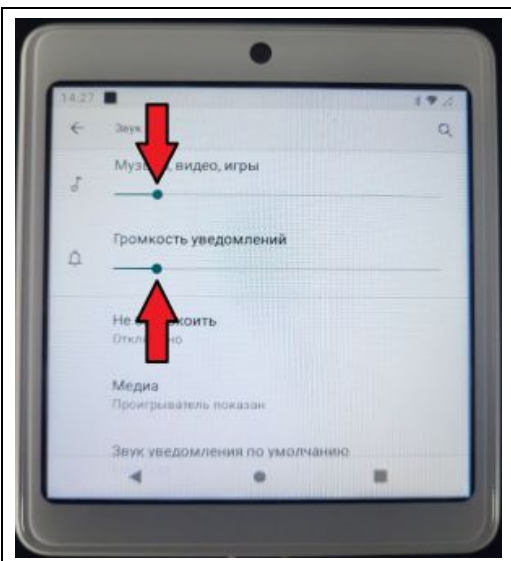 14:27
Звук
видео, игры
Громкость уведомлений
Не
Медиа
Проигрыватель показан
Звук уведомления по умолчанию